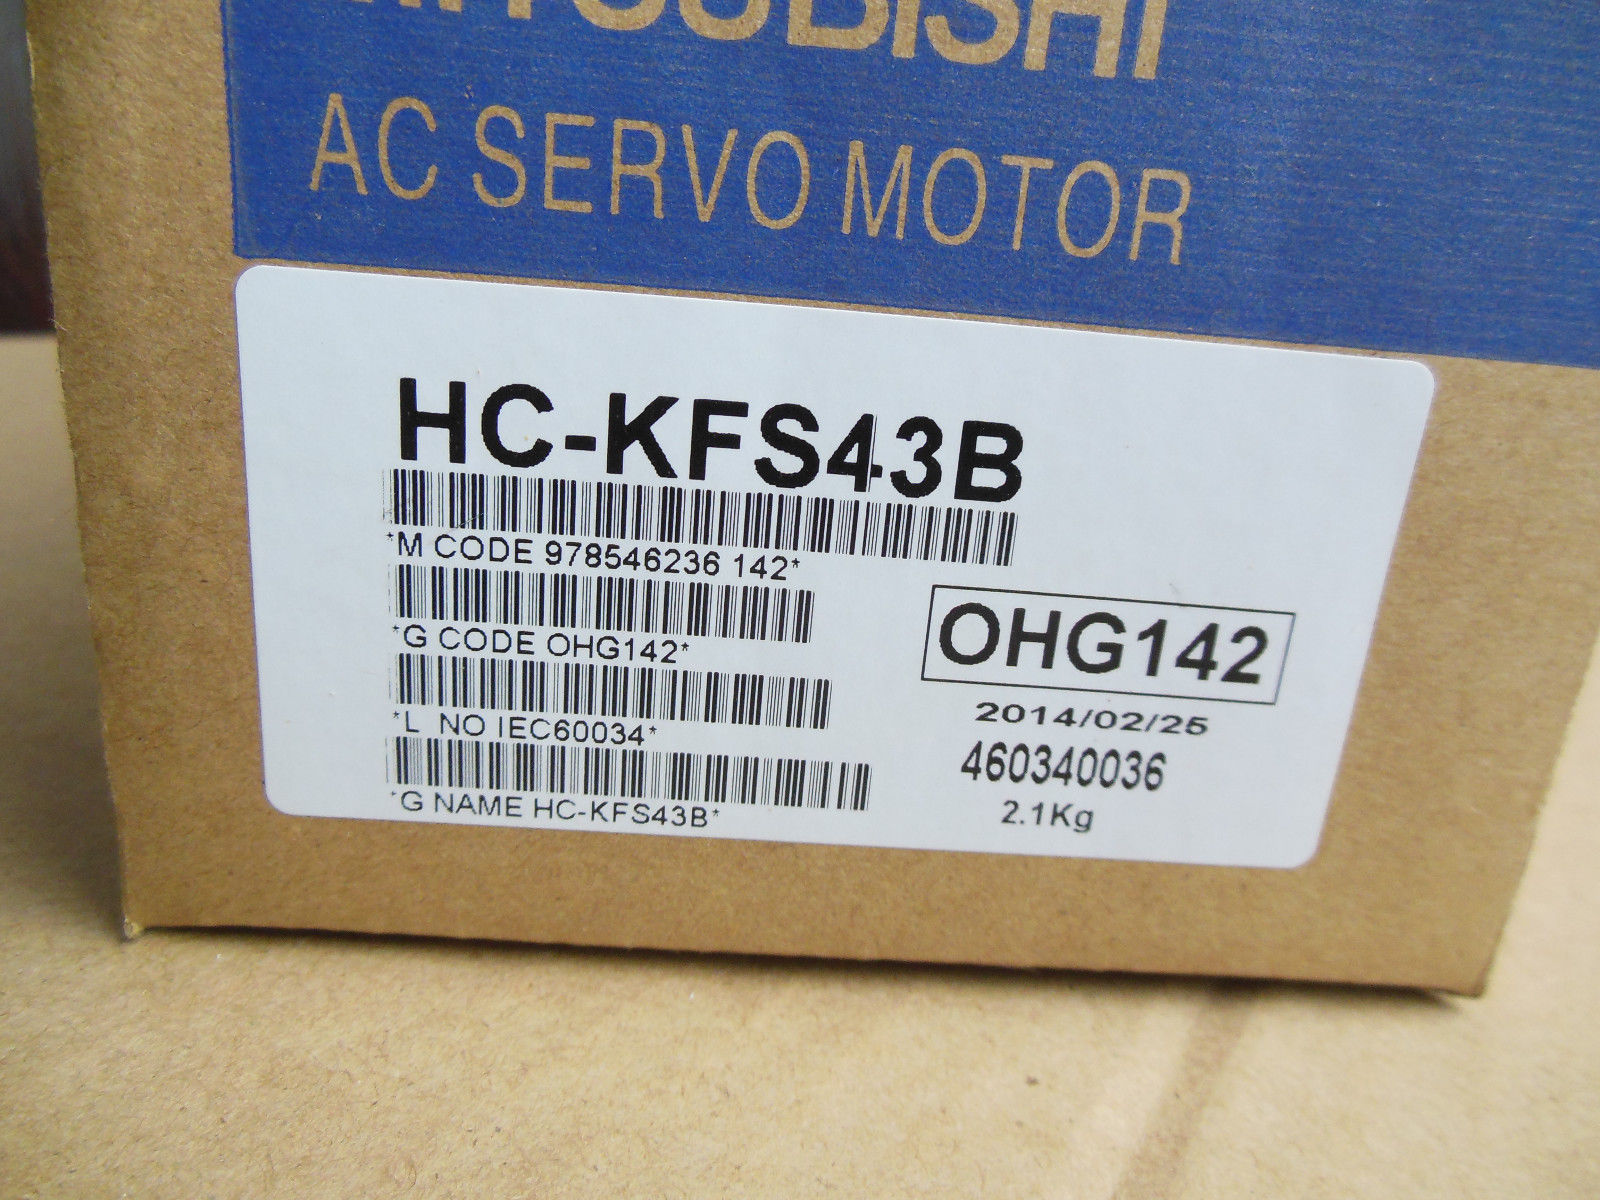 MITSUBISHI
AC SERVO MOTOR
HC-KFS43B
*M CODE 978546236 142*
*G CODE OHG142*
*L NO IEC60034*
*G NAME HC-KFS43B*
OHG142
2014/02/25
460340036
2.1Kg